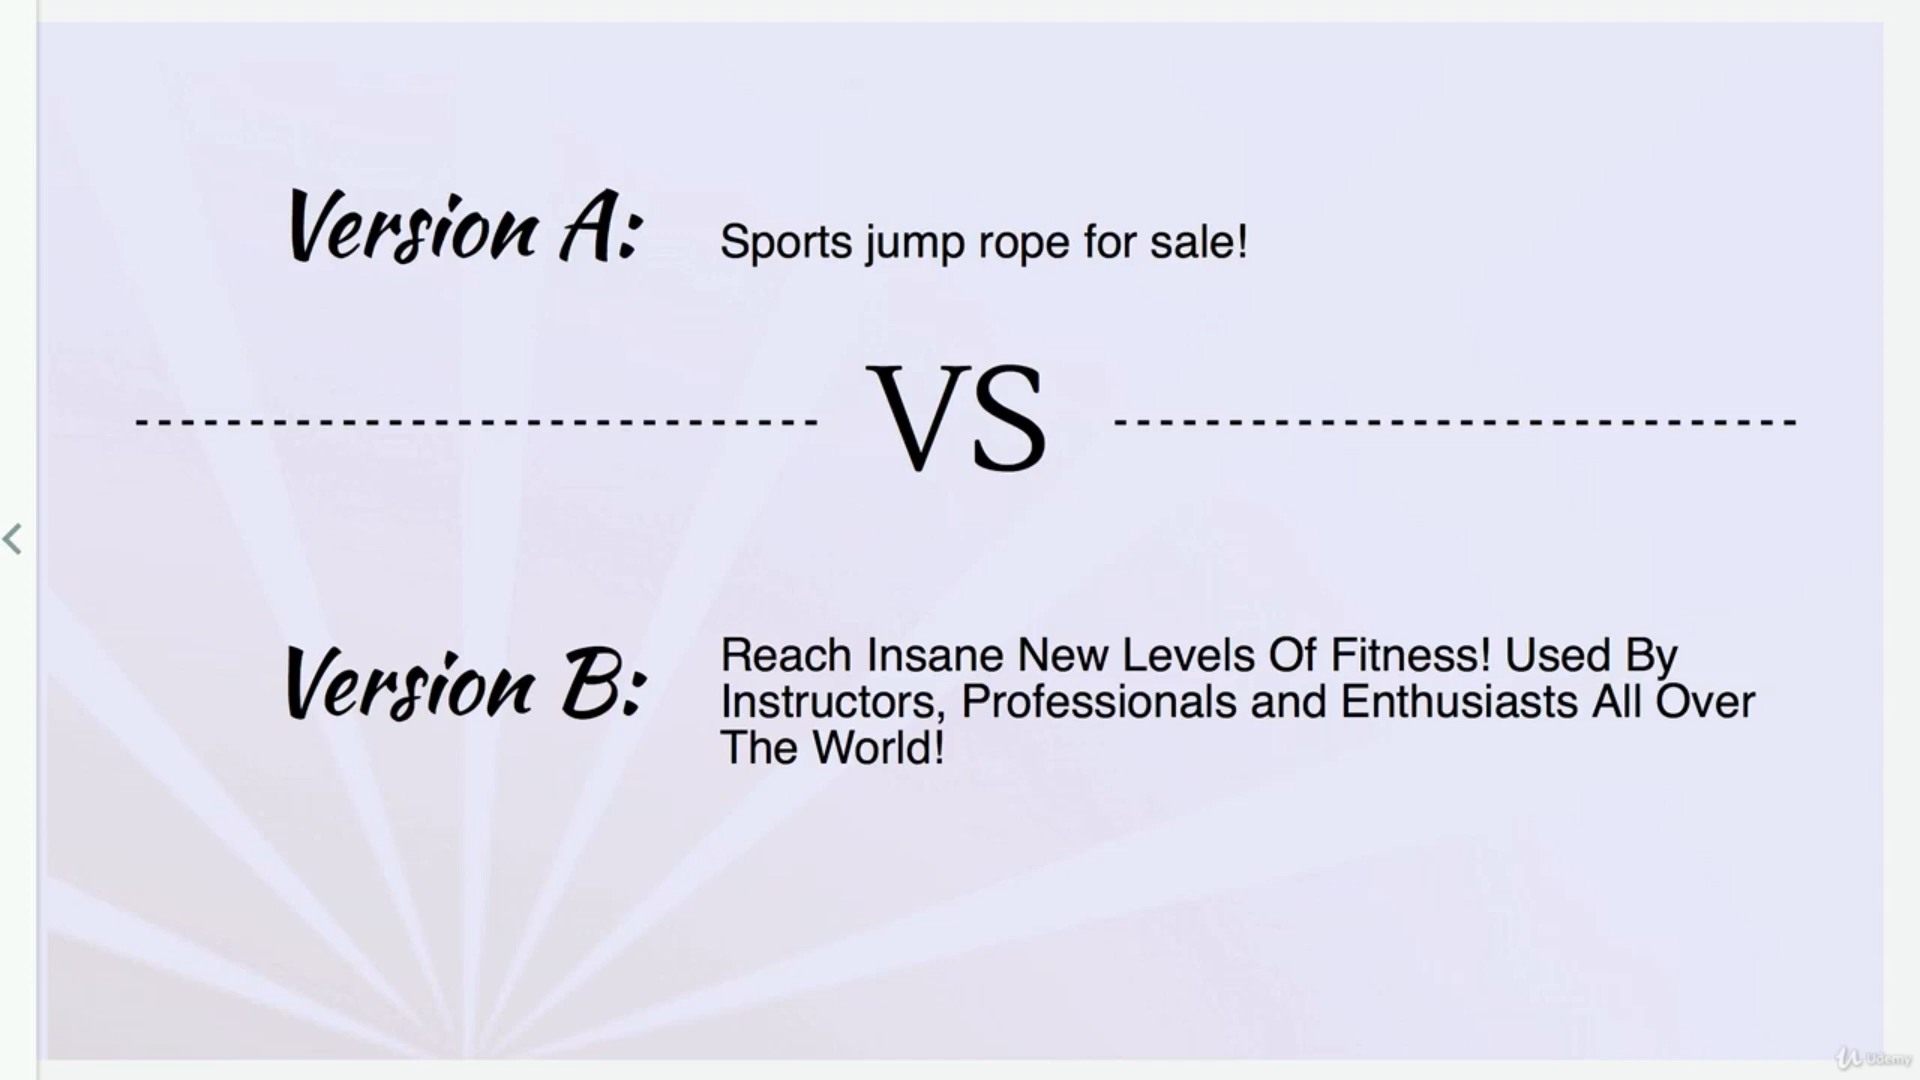 Version A:
Sports jump rope for sale!
VS
Version B:
Reach Insane New Levels Of Fitness! Used By
Instructors, Professionals and Enthusiasts All Over
The World!
Udemy